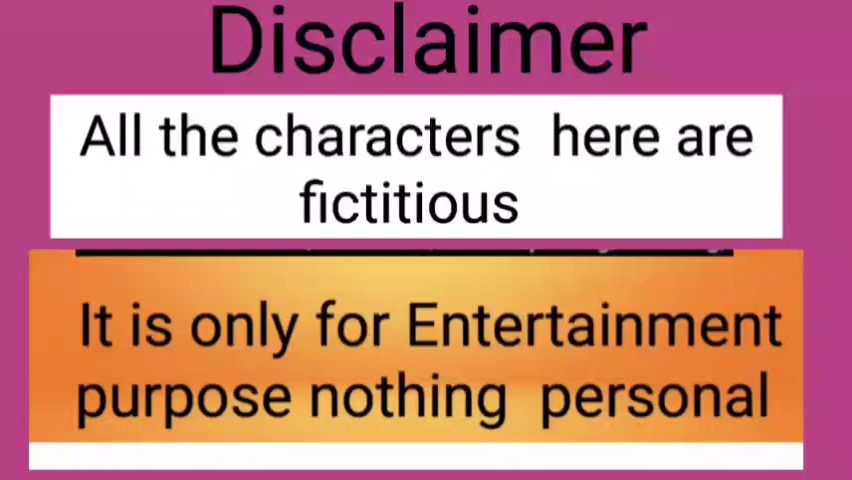 Disclaimer
All the characters here are
fictitious
It is only for Entertainment
purpose nothing personal